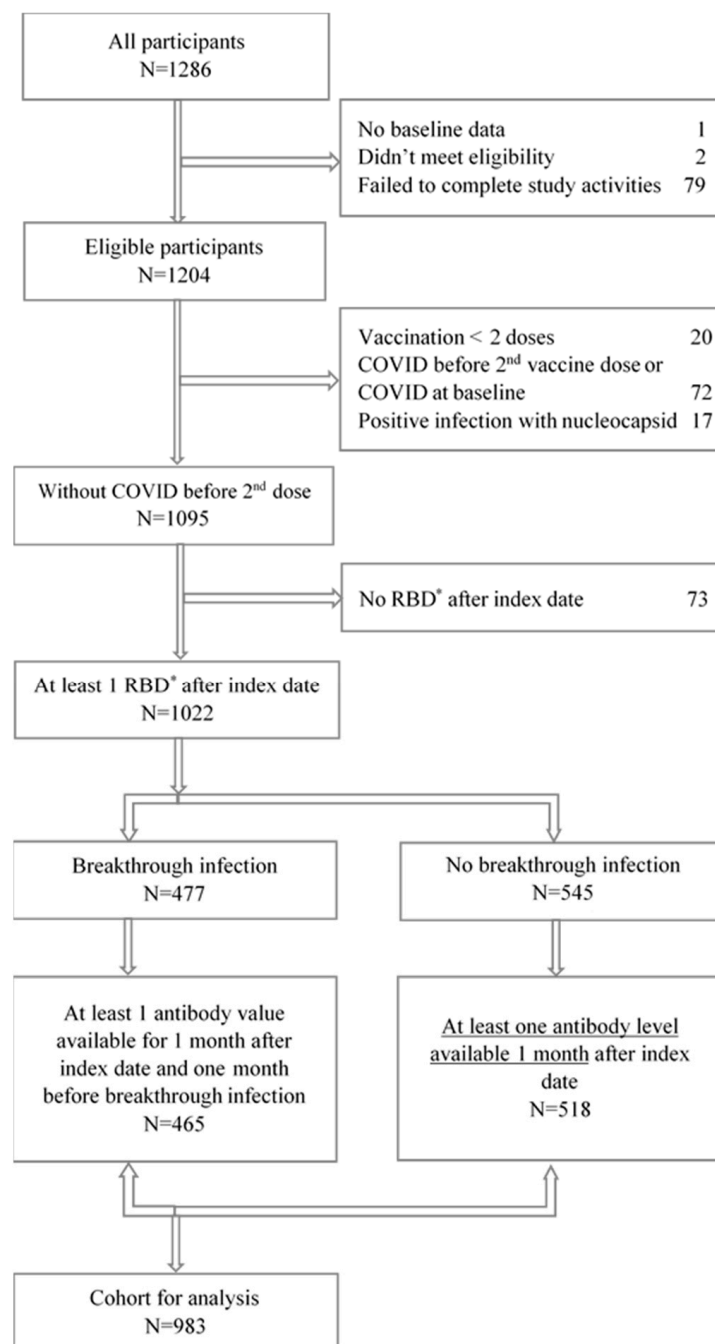 All participants
N=1286
No baseline data 1
Didn't meet eligibility 2
Failed to complete study activities 79
Eligible participants
N=1204
Vaccination < 2 doses 20
COVID before 2nd vaccine dose or
COVID at baseline 72
Positive infection with nucleocapsid 17
Without COVID before 2nd dose
N=1095
No RBD* after index date 73
At least 1 RBD* after index date
N=1022
Breakthrough infection
N=477
No breakthrough infection
N=545
At least 1 antibody value
available for 1 month after
index date and one month
before breakthrough infection
N=465
At least one antibody level
available 1 month after index
date
N=518
Cohort for analysis
N=983